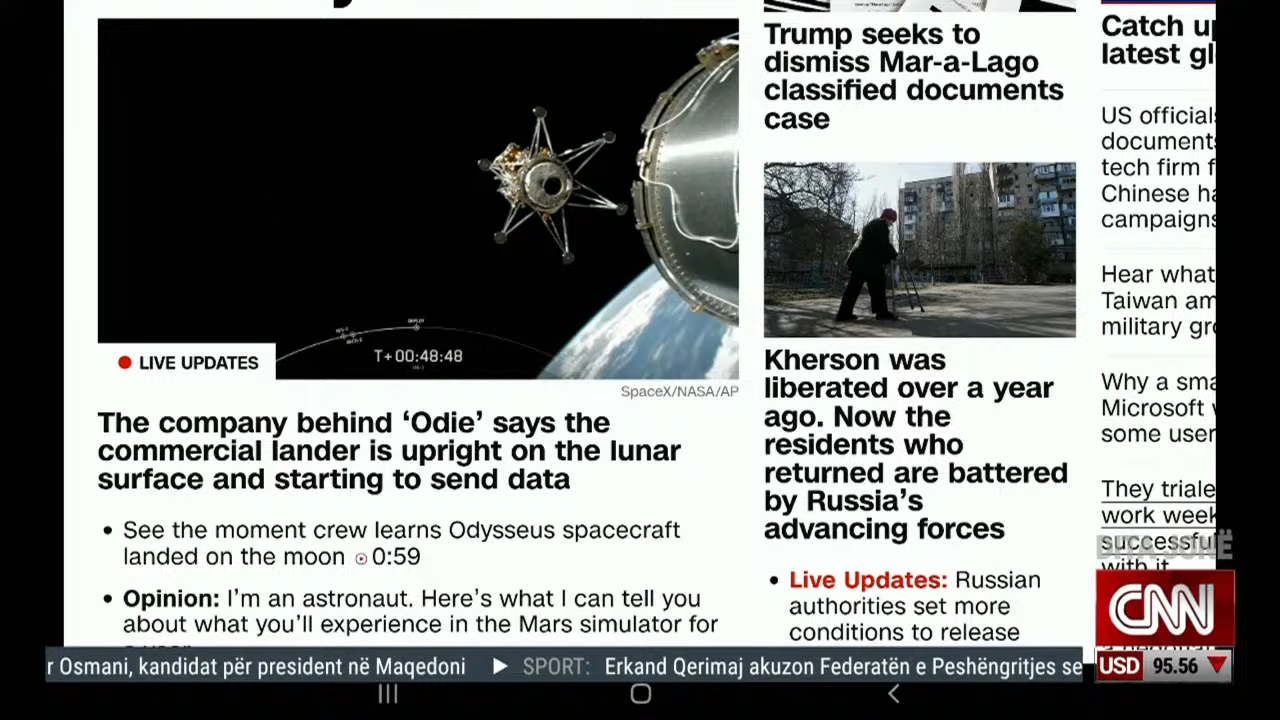 T+ 00:48:48
LIVE UPDATES
SpaceX/NASA/AP
The company behind ‘Odie’ says the
commercial lander is upright on the lunar
surface and starting to send data
• See the moment crew learns Odysseus spacecraft
landed on the moon 0:59
• Opinion: I’m an astronaut. Here’s what I can tell you
about what you’ll experience in the Mars simulator for
Trump seeks to
dismiss Mar-a-Lago
classified documents
case
Kherson was
liberated over a year
ago. Now the
residents who
returned are battered
by Russia’s
advancing forces
• Live Updates: Russian
authorities set more
conditions to release
Catch u
latest gl
US official
documents
tech firm f
Chinese ha
campaigns
Hear what
Taiwan am
military gr
Why a sma
Microsoft
some user
They triale
work week
successful
with it
DITA JONË
CNN
USD 95.56
r Osmani, kandidat për president në Maqedoni ▶ SPORT: Erkand Qerimaj akuzon Federatën e Peshëngritjes se